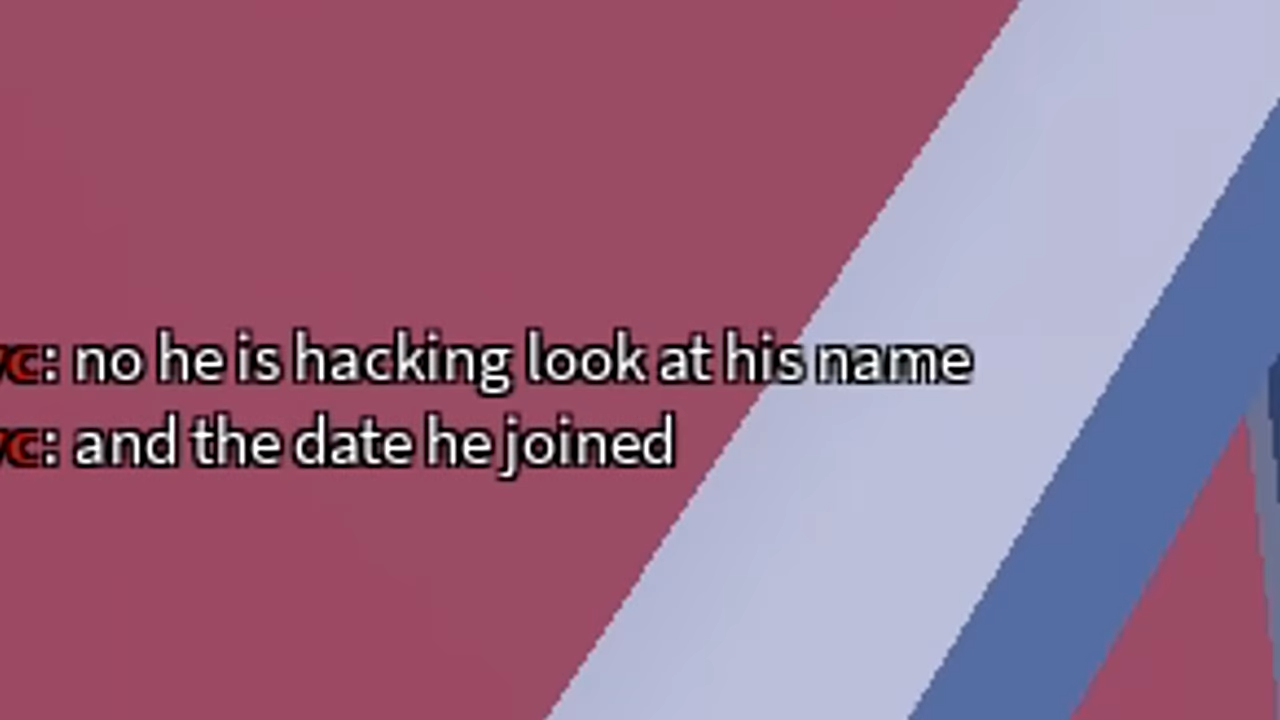 c: no he is hacking look at his name
c: and the date he joined